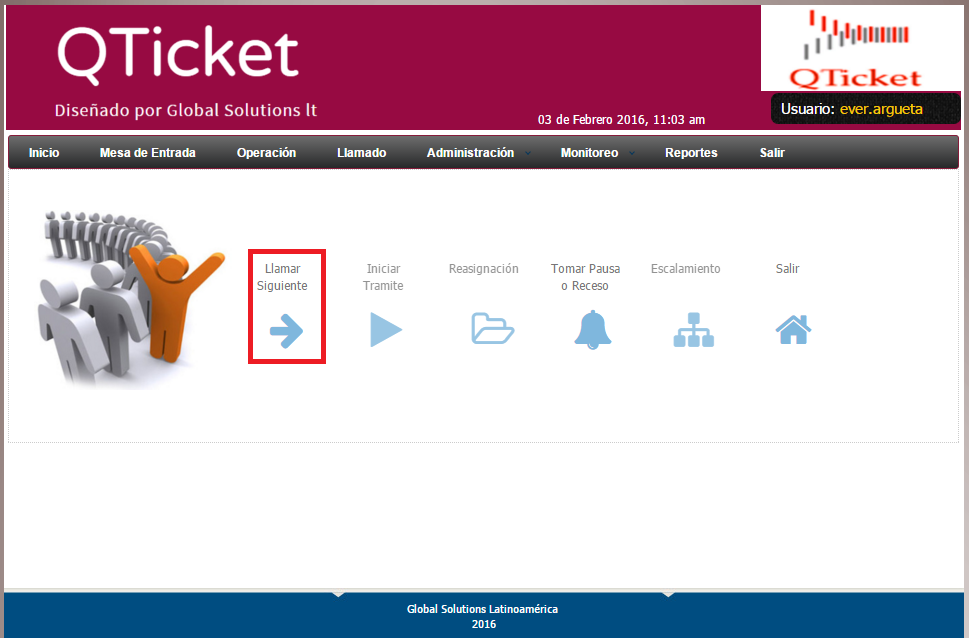 QTicket
Diseñado por Global Solutions lt
03 de Febrero 2016, 11:03 am
QTicket
Usuario: ever.argueta
Inicio Mesa de Entrada Operación Llamado Administración Monitoreo Reportes Salir
Llamar
Siguiente
Iniciar
Tramite
Reasignación
Tomar Pausa
o Receso
Escalamiento
Salir
Global Solutions Latinoamérica
2016